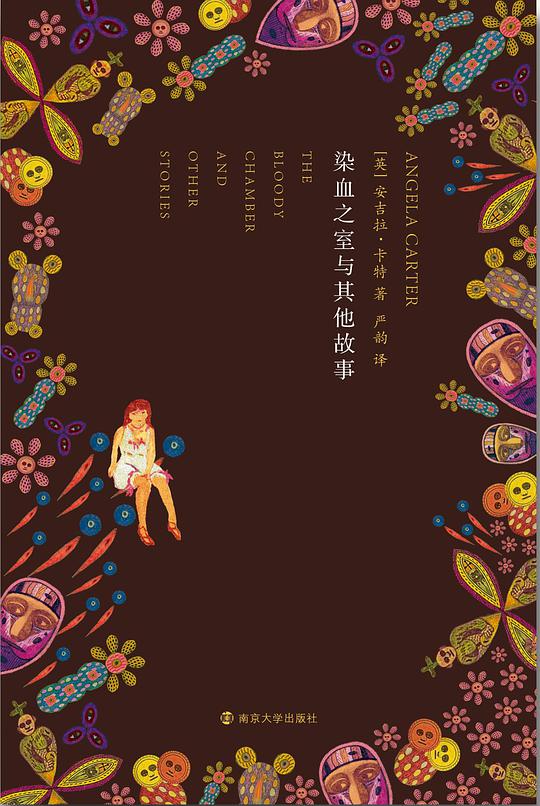 ANGELA CARTER
[英] 安吉拉·卡特 著 严韵 译
染血之室与其他故事
THE
BLOODY
CHAMBER
AND
OTHER
STORIES
南京大学出版社